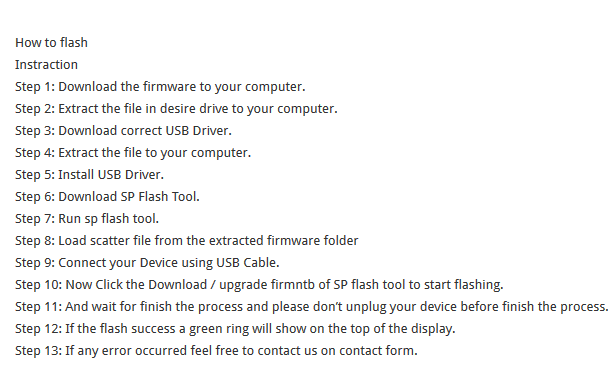 How to flash
Instraction
Step 1: Download the firmware to your computer.
Step 2: Extract the file in desire drive to your computer.
Step 3: Download correct USB Driver.
Step 4: Extract the file to your computer.
Step 5: Install USB Driver.
Step 6: Download SP Flash Tool.
Step 7: Run sp flash tool.
Step 8: Load scatter file from the extracted firmware folder
Step 9: Connect your Device using USB Cable.
Step 10: Now Click the Download / upgrade firmntb of SP flash tool to start flashing.
Step 11: And wait for finish the process and please don’t unplug your device before finish the process.
Step 12: If the flash success a green ring will show on the top of the display.
Step 13: If any error occurred feel free to contact us on contact form.